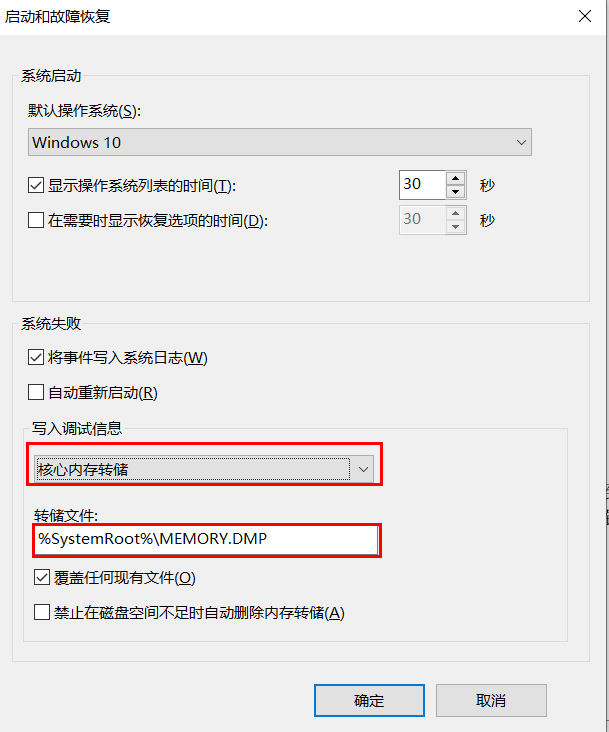 启动和故障恢复
系统启动
默认操作系统(S):
Windows 10
显示操作系统列表的时间(T):
30
秒
在需要时显示恢复选项的时间(D):
30
秒
系统失败
将事件写入系统日志(W)
自动重新启动(R)
写入调试信息
核心内存转储
转储文件:
%SystemRoot%\MEMORY.DMP
覆盖任何现有文件(O)
禁止在磁盘空间不足时自动删除内存转储(A)
确定
取消